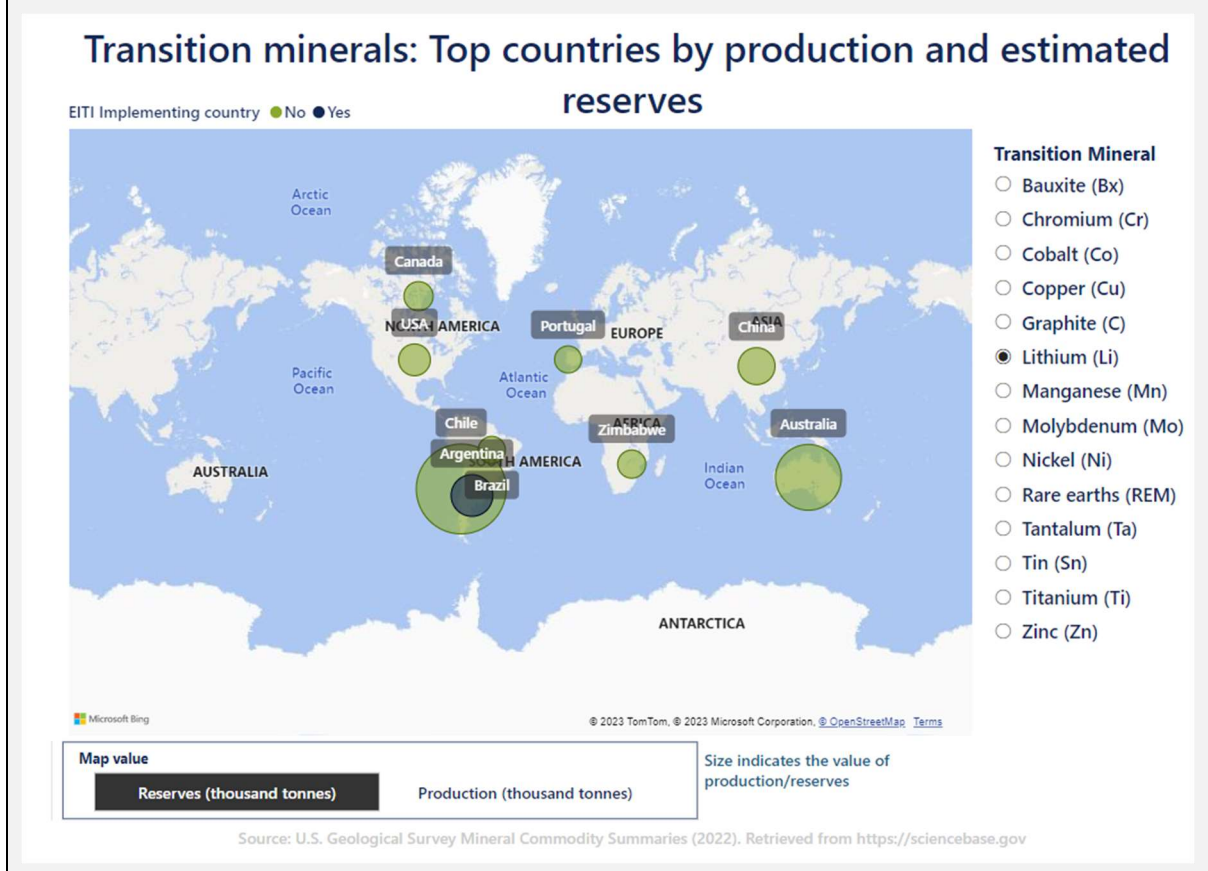 Transition minerals: Top countries by production and estimated
reserves
EITI Implementing country No Yes
Arctic
Ocean
Canada
NORTH AMERICA
USA
Portugal
EUROPE
ASIA
China
Pacific
Ocean
Atlantic
Ocean
Chile
AFRICA
Zimbabwe
Australia
Argentina
AUSTRALIA
SOUTH AMERICA
Brazil
Indian
Ocean
ANTARCTICA
Microsoft Bing
© 2023 TomTom, © 2023 Microsoft Corporation, © OpenStreetMap Terms
Transition Mineral
Bauxite (Bx)
Chromium (Cr)
Cobalt (Co)
Copper (Cu)
Graphite (C)
Lithium (Li)
Manganese (Mn)
Molybdenum (Mo)
Nickel (Ni)
Rare earths (REM)
Tantalum (Ta)
Tin (Sn)
Titanium (Ti)
Zinc (Zn)
Map value
Reserves (thousand tonnes)
Production (thousand tonnes)
Size indicates the value of
production/reserves
Source: U.S. Geological Survey Mineral Commodity Summaries (2022). Retrieved from https://sciencebase.gov